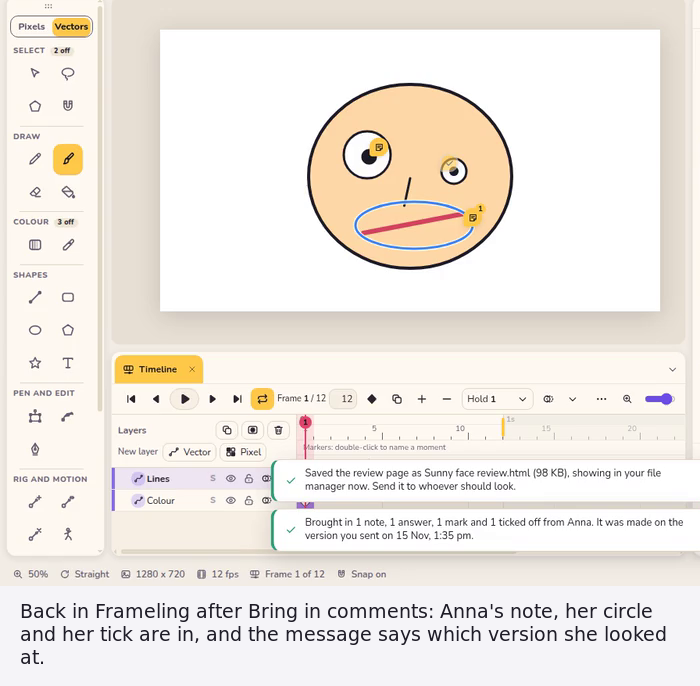 Pixels Vectors
SELECT 2 off
DRAW
COLOUR 3 off
SHAPES
PEN AND EDIT
RIG AND MOTION
1
Timeline
Frame 1 / 12 12 Hold 1
Layers
1 5 10 1s 15 20
Markers: double-click to name a moment
New layer Vector Pixel
Lines S
Colour S
Saved the review page as Sunny face review.html (98 KB), showing in your file
manager now. Send it to whoever should look.
Brought in 1 note, 1 answer, 1 mark and 1 ticked off from Anna. It was made on the
version you sent on 15 Nov, 1:35 pm.
50% Straight 1280 x 720 12 fps Frame 1 of 12 Snap on
Back in Frameling after Bring in comments: Anna's note, her circle
and her tick are in, and the message says which version she looked
at.